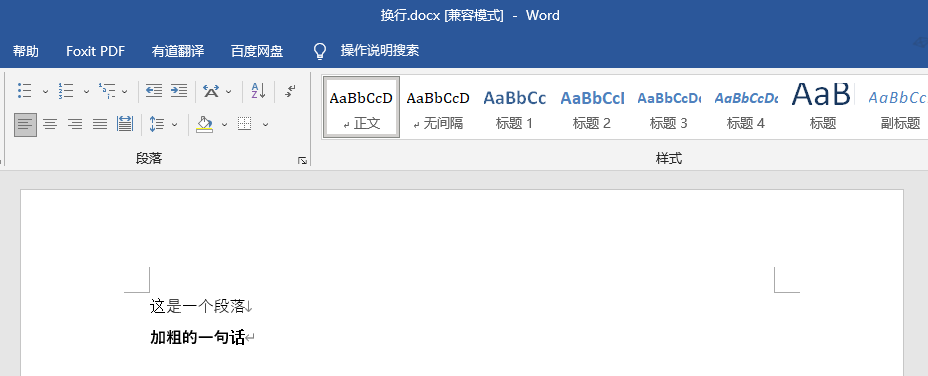 换行.docx [兼容模式] - Word
帮助 Foxit PDF 有道翻译 百度网盘 操作说明搜索
AaBbCcD AaBbCcD AaBbCc AaBbCcI AaBbCcDc AaBbCcDc AaB AaBbCc
正文 无间隔 标题 1 标题 2 标题 3 标题 4 标题 副标题
段落 样式
这是一个段落↓
加粗的一句话↵